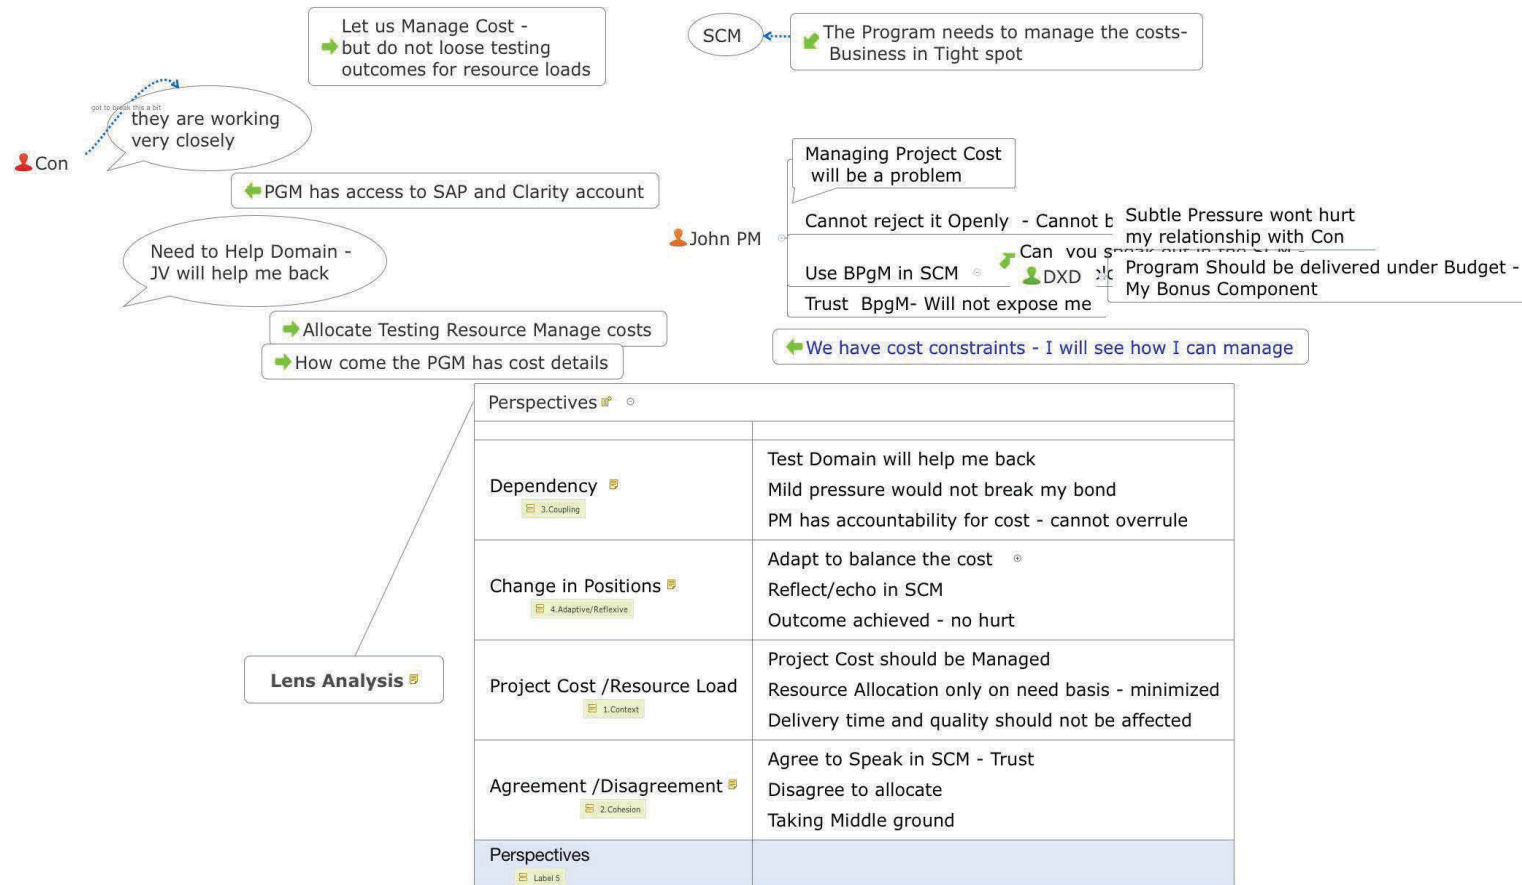 Let us Manage Cost -
but do not loose testing
outcomes for resource loads
SCM
The Program needs to manage the costs-
Business in Tight spot
got to break this a bit
they are working
very closely
Con
PGM has access to SAP and Clarity account
Need to Help Domain -
JV will help me back
Allocate Testing Resource Manage costs
How come the PGM has cost details
Managing Project Cost
will be a problem
John PM
Cannot reject it Openly - Cannot
Use BPgM in SCM
Trust BpgM- Will not expose me
Can
DXD
Subtle Pressure wont hurt
my relationship with Con
Program Should be delivered under Budget -
My Bonus Component
We have cost constraints - I will see how I can manage
Perspectives
Dependency
3.Coupling
Test Domain will help me back
Mild pressure would not break my bond
PM has accountability for cost - cannot overrule
Change in Positions
4.Adaptive/Reflexive
Adapt to balance the cost
Reflect/echo in SCM
Outcome achieved - no hurt
Lens Analysis
Project Cost /Resource Load
1.Context
Project Cost should be Managed
Resource Allocation only on need basis - minimized
Delivery time and quality should not be affected
Agreement /Disagreement
2.Cohesion
Agree to Speak in SCM - Trust
Disagree to allocate
Taking Middle ground
Perspectives
Label 5